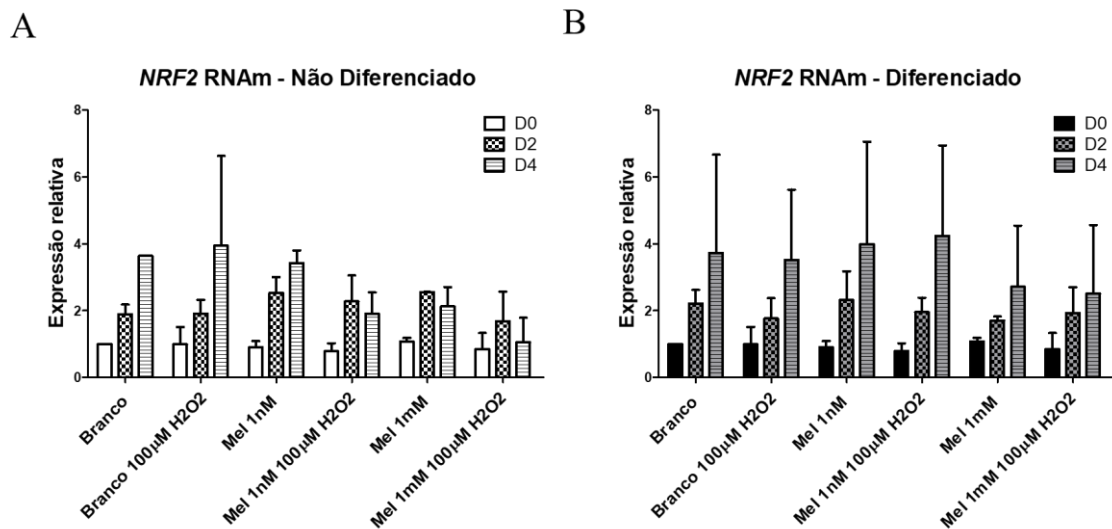 A
NRF2 RNAm - Não Diferenciado
Expressão relativa
8
6
4
2
0
D0
D2
D4
Branco
Branco 100µM H2O2
Mel 1nM
Mel 1nM 100µM H2O2
Mel 1mM
Mel 1mM 100µM H2O2
B
NRF2 RNAm - Diferenciado
Expressão relativa
8
6
4
2
0
D0
D2
D4
Branco
Branco 100µM H2O2
Mel 1nM
Mel 1nM 100µM H2O2
Mel 1mM
Mel 1mM 100µM H2O2